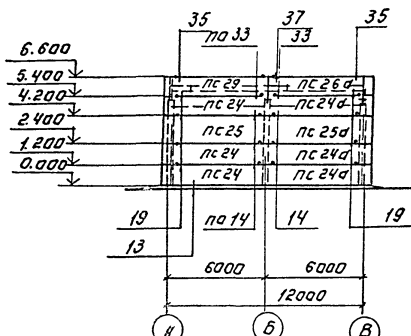 35 37 35
по 33 33
6.600
5.400
4.200
2.400
1.200
0.000
пс 29 пс 26а
пс 24 пс 24а
пс 25 пс 25а
пс 24 пс 24а
пс 24 пс 24а
19 по 14 14 19
13
6000 6000
12000
А Б В